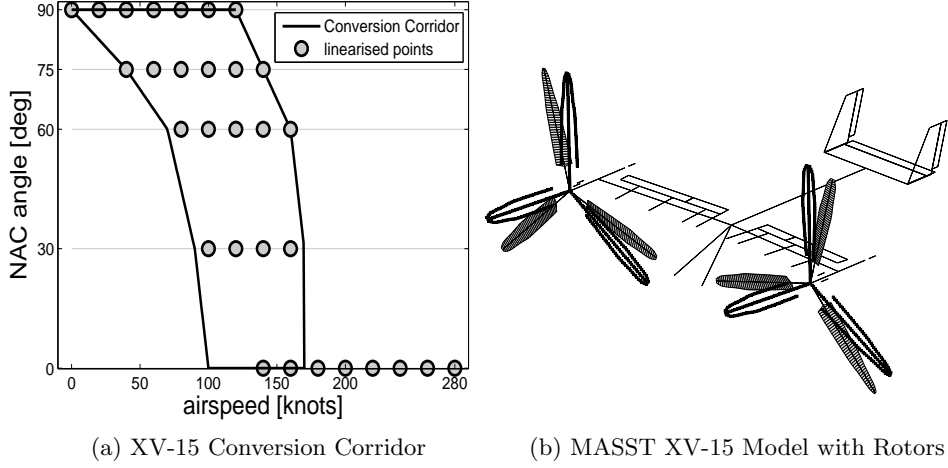 90
75
60
30
0
NAC angle [deg]
Conversion Corridor
linearised points
0 50 100 150 200 280
airspeed [knots]
(a) XV-15 Conversion Corridor
(b) MASST XV-15 Model with Rotors